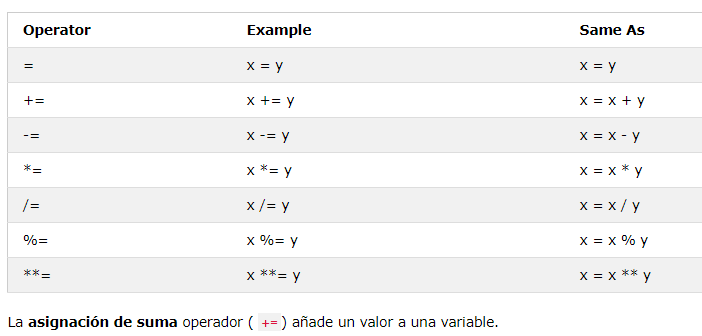 Operator Example Same As
= x = y x = y
+= x += y x = x + y
-= x -= y x = x - y
*= x *= y x = x * y
/= x /= y x = x / y
%= x %= y x = x % y
**= x **= y x = x ** y
La asignación de suma operador ( += ) añade un valor a una variable.